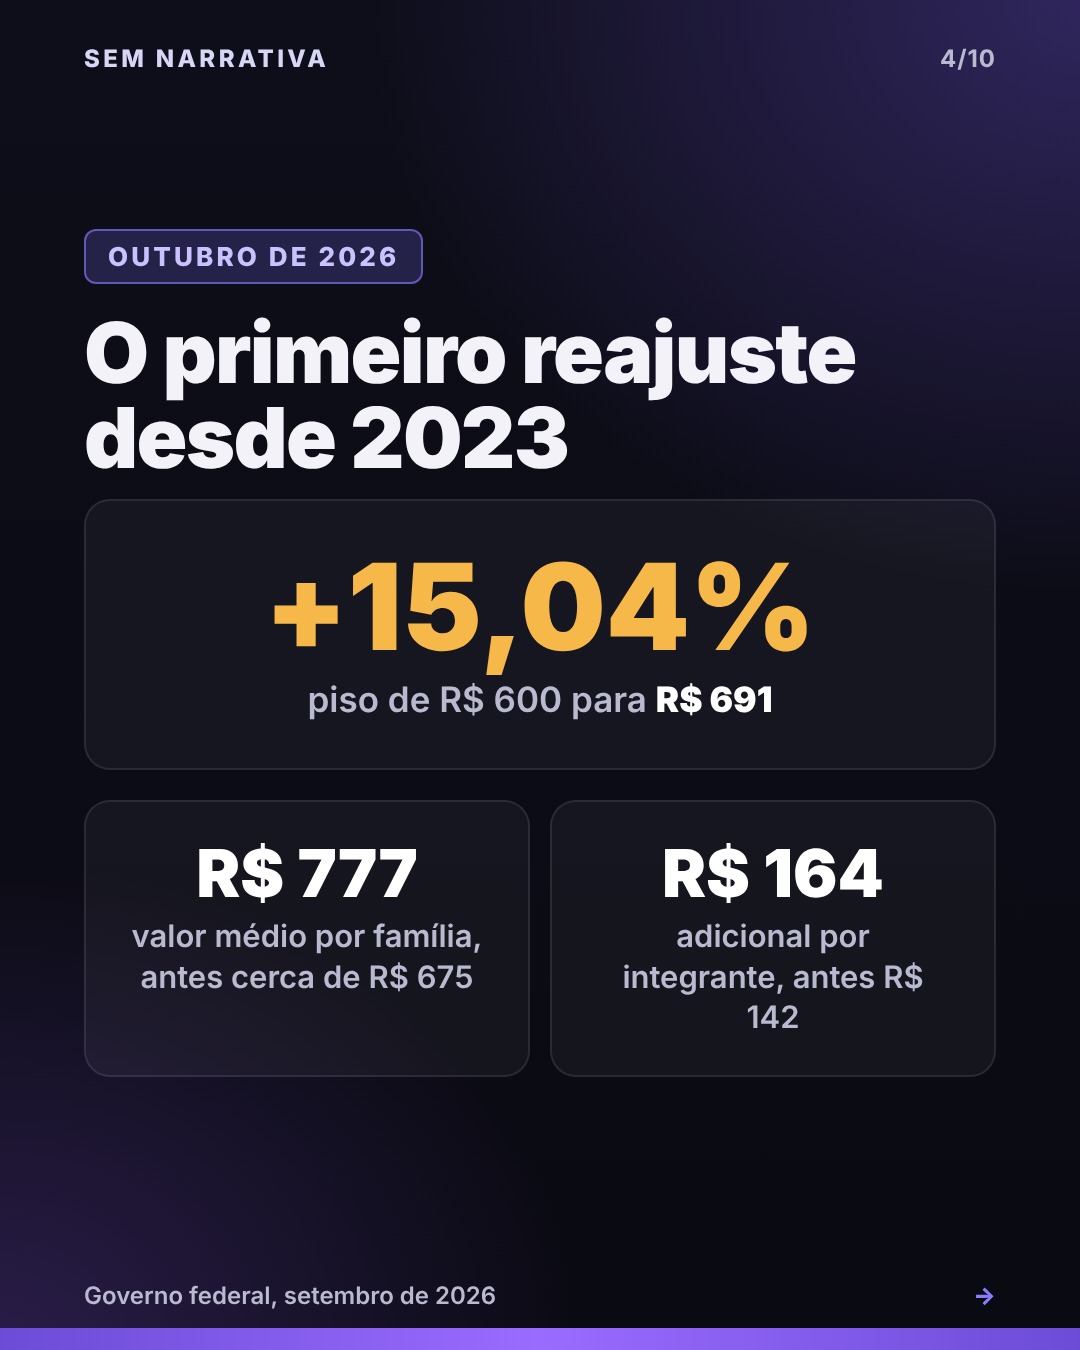 SEM NARRATIVA
4/10
OUTUBRO DE 2026
O primeiro reajuste
desde 2023
+15,04%
piso de R$ 600 para R$ 691
R$ 777
valor médio por família,
antes cerca de R$ 675
R$ 164
adicional por
integrante, antes R$
142
Governo federal, setembro de 2026
→